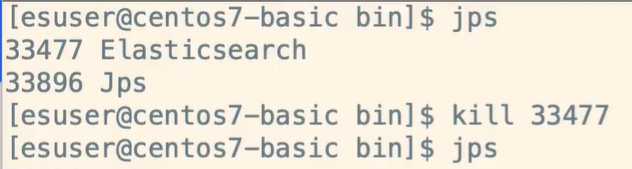 [esuser@centos7-basic bin]$ jps
33477 Elasticsearch
33896 Jps
[esuser@centos7-basic bin]$ kill 33477
[esuser@centos7-basic bin]$ jps